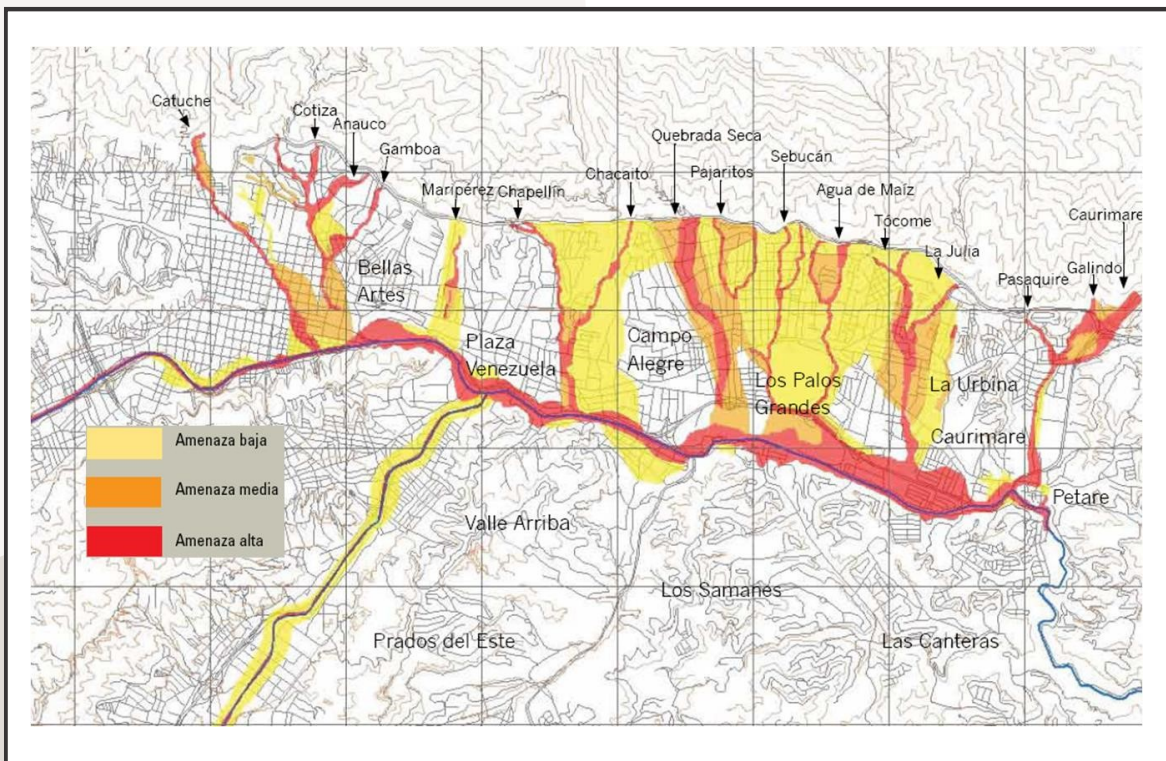 Catuche
Cotiza
Anauco
Gamboa
Maripérez
Chapellín
Chacaito
Quebrada Seca
Pajaritos
Sebucán
Agua de Maíz
Tócome
La Julia
Pasaquire
Galindo
Caurimare
Bellas
Artes
Plaza
Venezuela
Campo
Alegre
Los Palos
Grandes
La Urbina
Caurimare
Petare
Valle Arriba
Los Samanes
Prados del Este
Las Canteras
Amenaza baja
Amenaza media
Amenaza alta